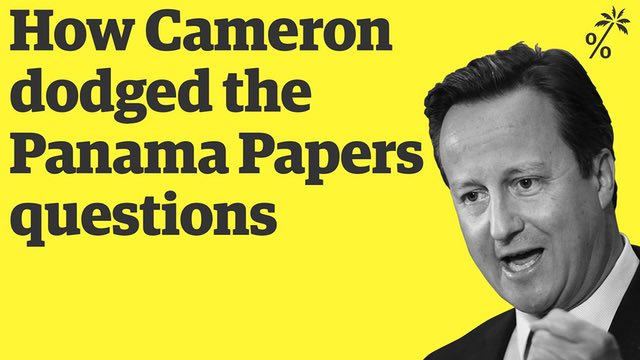 How Cameron
dodged the
Panama Papers
questions
%